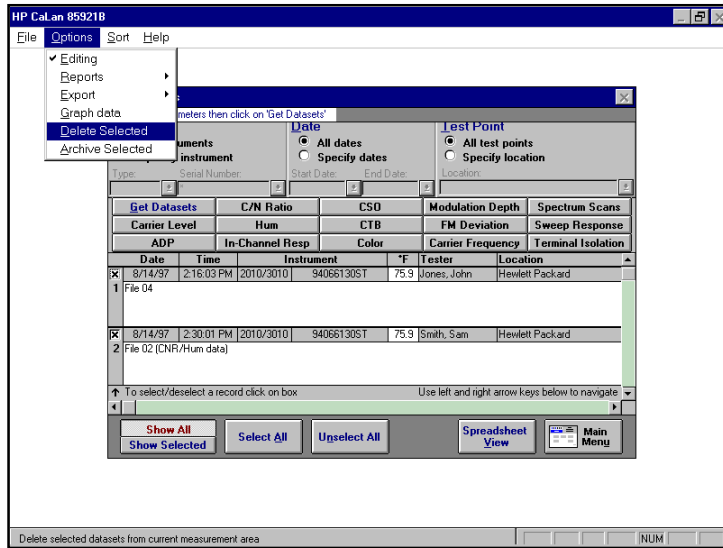 HP CaLan 85921B
File Options Sort Help
Editing
Reports
Export
Graph data
Delete Selected
Archive Selected
meters then click on 'Get Datasets'
Date Test Point
uments All dates All test points
instrument Specify dates Specify location
Type: Serial Number: Start Date: End Date: Location:
*
Get Datasets C/N Ratio CSO Modulation Depth Spectrum Scans
Carrier Level Hum CTB FM Deviation Sweep Response
ADP In-Channel Resp Color Carrier Frequency Terminal Isolation
Date Time Instrument °F Tester Location
8/14/97 2:16:03 PM 2010/3010 94066130ST 75.9 Jones, John Hewlett Packard
1 File 04
8/14/97 2:30:01 PM 2010/3010 94066130ST 75.9 Smith, Sam Hewlett Packard
2 File 02 (CNR/Hum data)
To select/deselect a record click on box Use left and right arrow keys below to navigate
Show All
Show Selected
Select All
Unselect All
Spreadsheet View
Main Menu
Delete selected datasets from current measurement area NUM